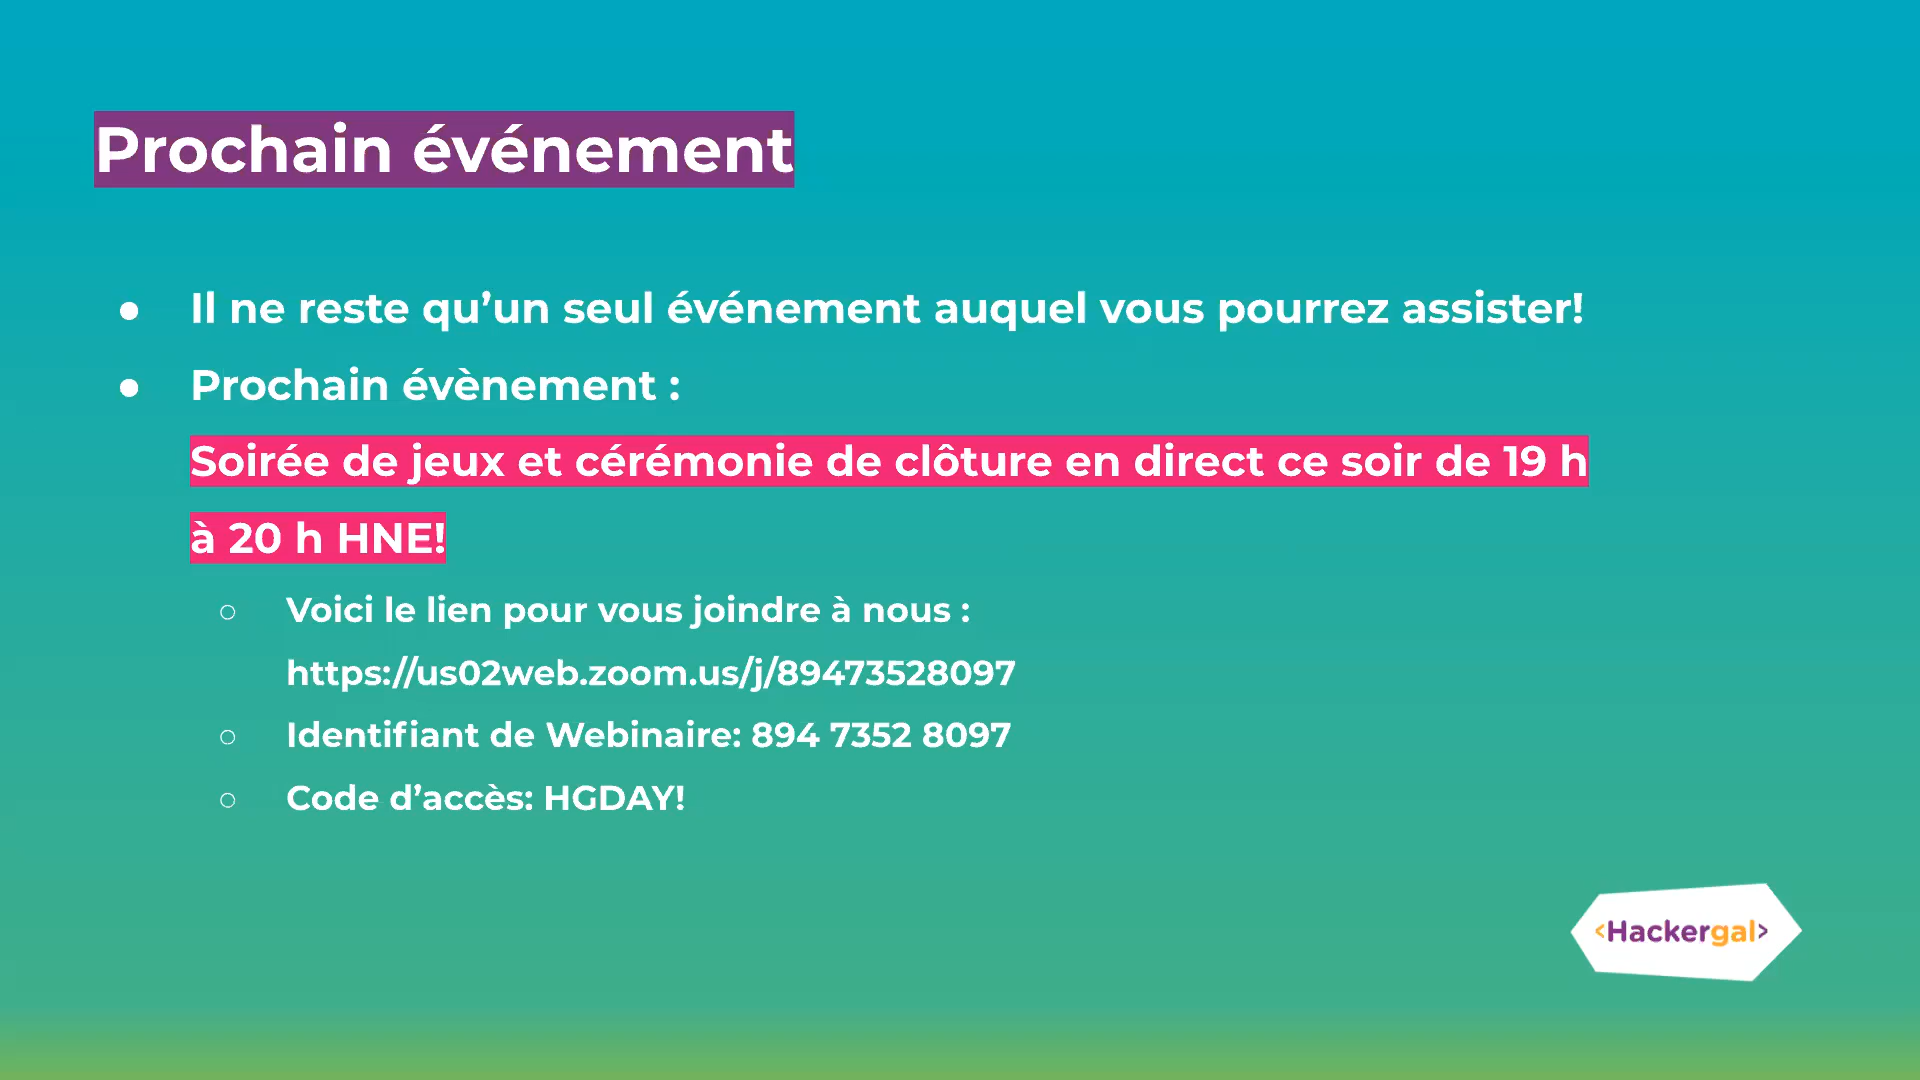 Prochain événement
● Il ne reste qu’un seul événement auquel vous pourrez assister!
● Prochain évènement :
Soirée de jeux et cérémonie de clôture en direct ce soir de 19 h
à 20 h HNE!
○ Voici le lien pour vous joindre à nous :
https://us02web.zoom.us/j/89473528097
○ Identifiant de Webinaire: 894 7352 8097
○ Code d’accès: HGDAY!
<Hackergal>